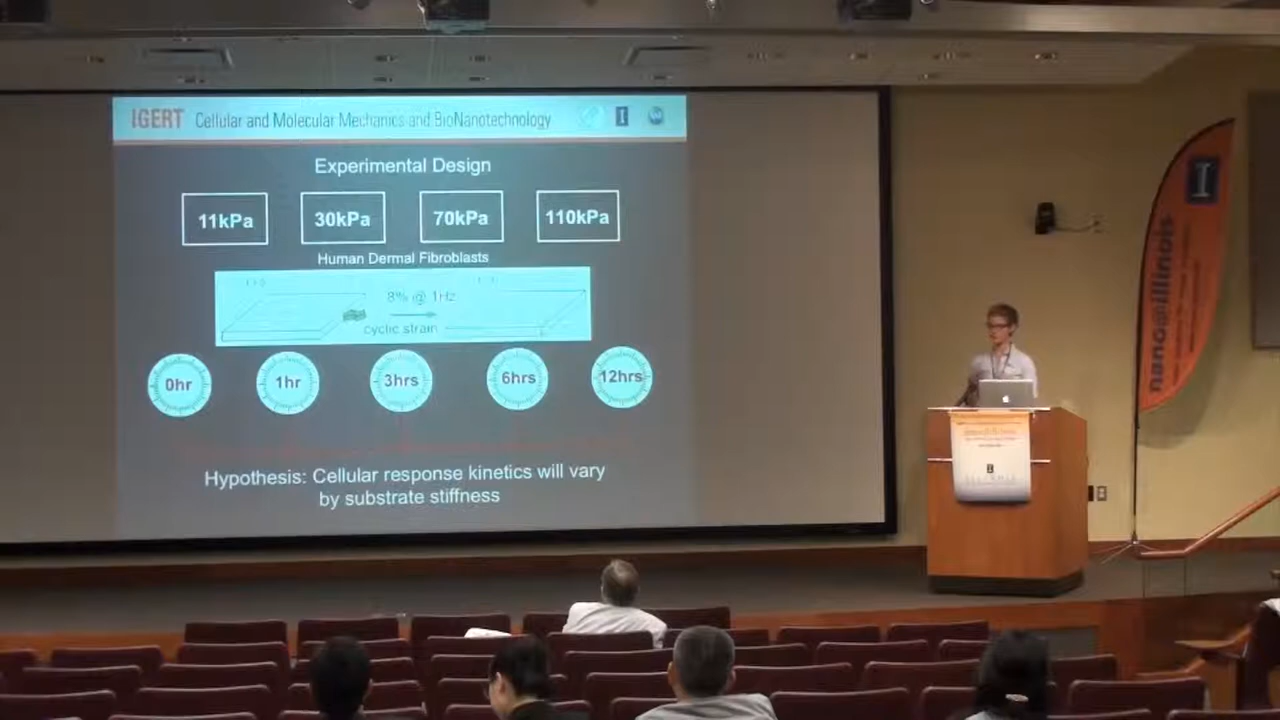 IGERT Cellular and Molecular Mechanics and BioNanotechnology
I
Experimental Design
11kPa 30kPa 70kPa 110kPa
Human Dermal Fibroblasts
8% @ 1Hz
cyclic strain
0hr 1hr 3hrs 6hrs 12hrs
Hypothesis: Cellular response kinetics will vary
by substrate stiffness
I
nano@illinois
I
ILLINOIS